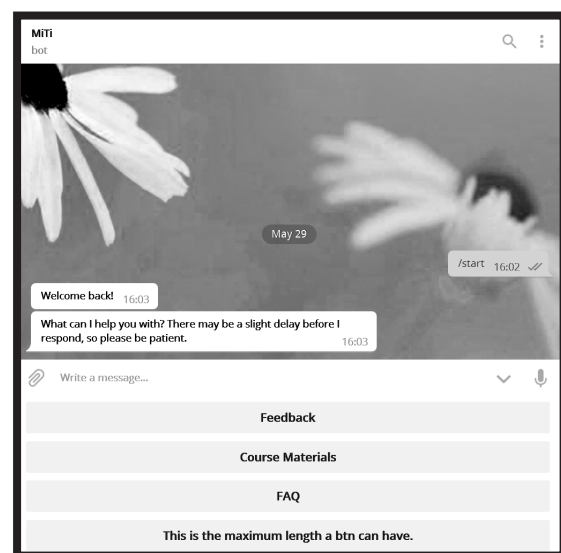 MiTi
bot
May 29
/start 16:02
Welcome back! 16:03
What can I help you with? There may be a slight delay before I
respond, so please be patient. 16:03
Write a message...
Feedback
Course Materials
FAQ
This is the maximum length a btn can have.